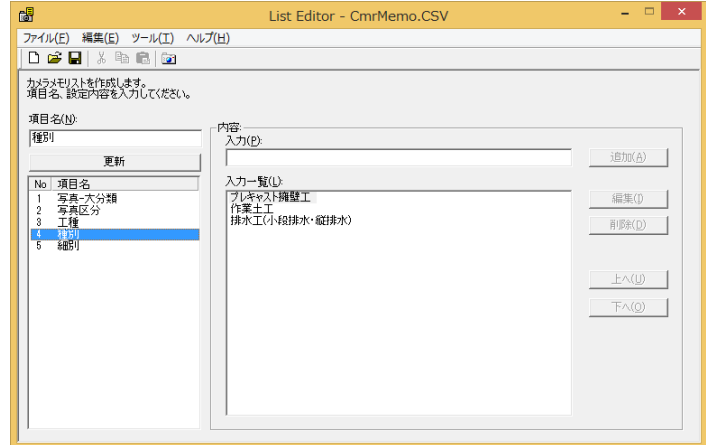 List Editor - CmrMemo.CSV
ファイル(F) 編集(E) ツール(T) ヘルプ(H)
カメラメモリストを作成します。
項目名、設定内容を入力してください。
項目名(N):
種別
更新
No 項目名
1 写真-大分類
2 写真区分
3 工種
4 種別
5 細別
内容:
入力(P):
追加(A)
入力一覧(L):
プレキャスト擁壁工
作業土工
排水工(小段排水・縦排水)
編集(I)
削除(D)
上へ(U)
下へ(O)